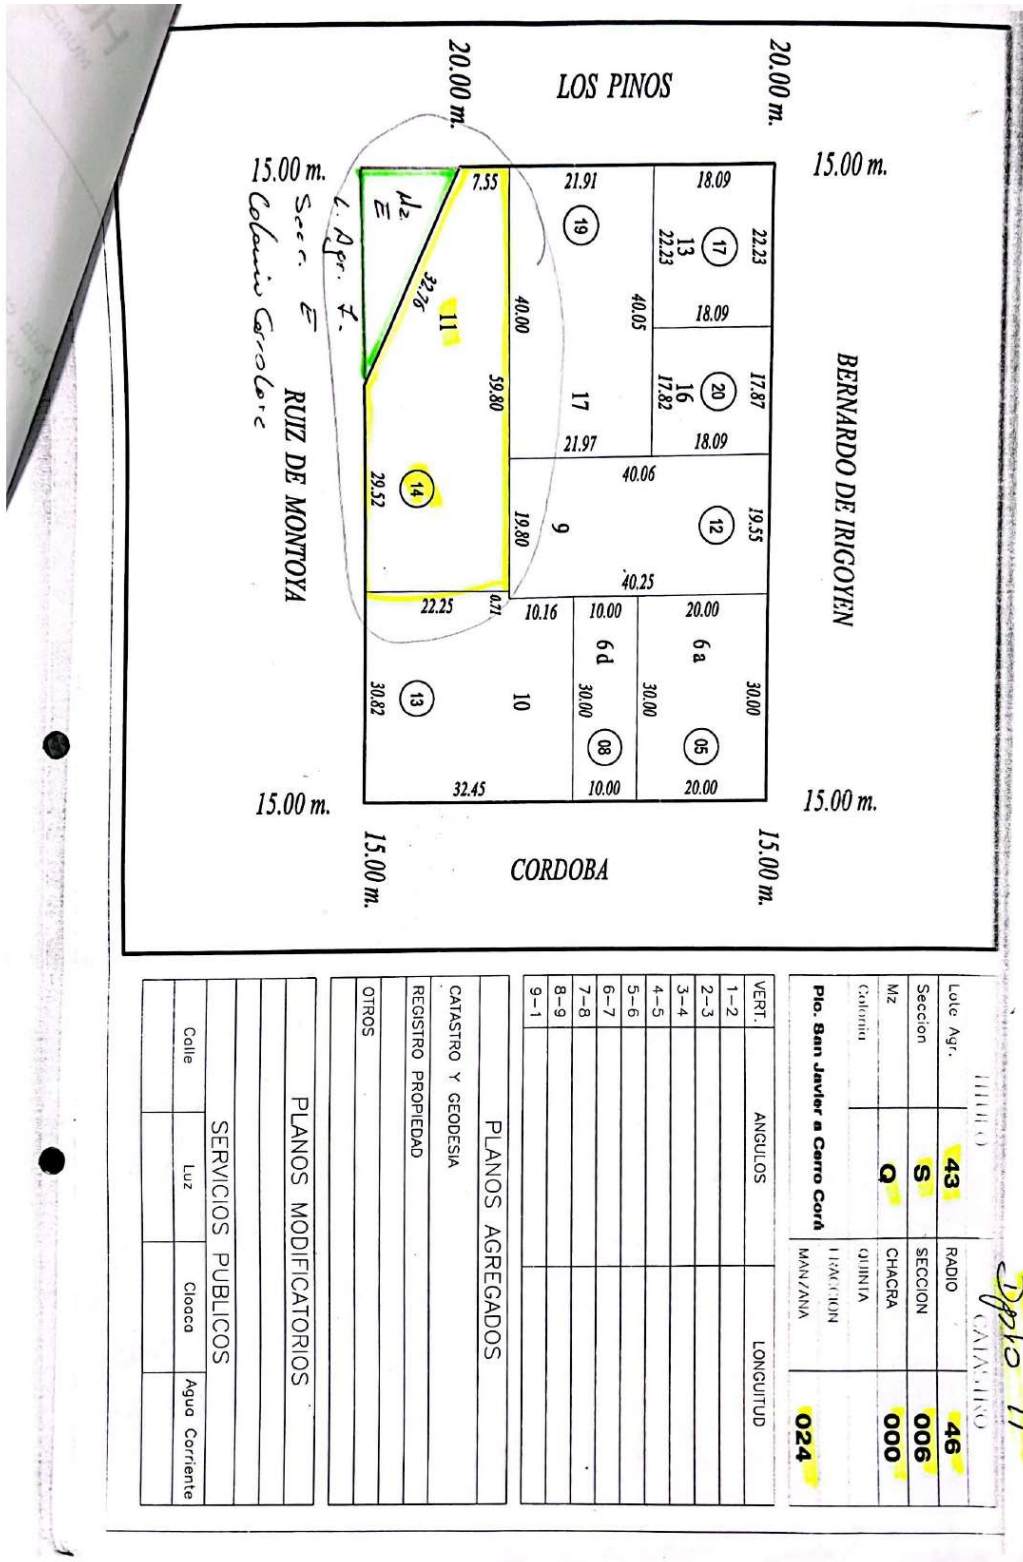 LOS PINOS
20.00 m.
20.00 m.
15.00 m.
15.00 m.
BERNARDO DE IRIGOYEN
RUIZ DE MONTOYA
CORDOBA
15.00 m.
15.00 m.
15.00 m.
15.00 m.
7.55
21.91
18.09
19
17
13
22.23
22.23
18.09
40.05
40.00
17
20
16
17.87
17.82
18.09
21.97
Mz.
E
L. Agr. 7.
Secc. E
32.76
11
59.80
14
29.52
40.06
12
9
19.55
19.80
40.25
22.25
0.71
10.16
10.00
20.00
6 d
6 a
30.00
30.00
30.00
08
05
10
13
30.82
32.45
10.00
20.00
Dpto 17
TITULO
CATASTRO
Lote Agr.
43
RADIO
46
Seccion
S
SECCION
006
Mz
Q
CHACRA
000
Colonia
QUINTA
FRACCION
Plo. San Javier a Cerro Corá
MANZANA
024
VERT.
ANGULOS
LONGUITUD
1-2
2-3
3-4
4-5
5-6
6-7
7-8
8-9
9-1
PLANOS AGREGADOS
CATASTRO Y GEODESIA
REGISTRO PROPIEDAD
OTROS
PLANOS MODIFICATORIOS
SERVICIOS PUBLICOS
Calle
Luz
Cloaca
Agua Corriente